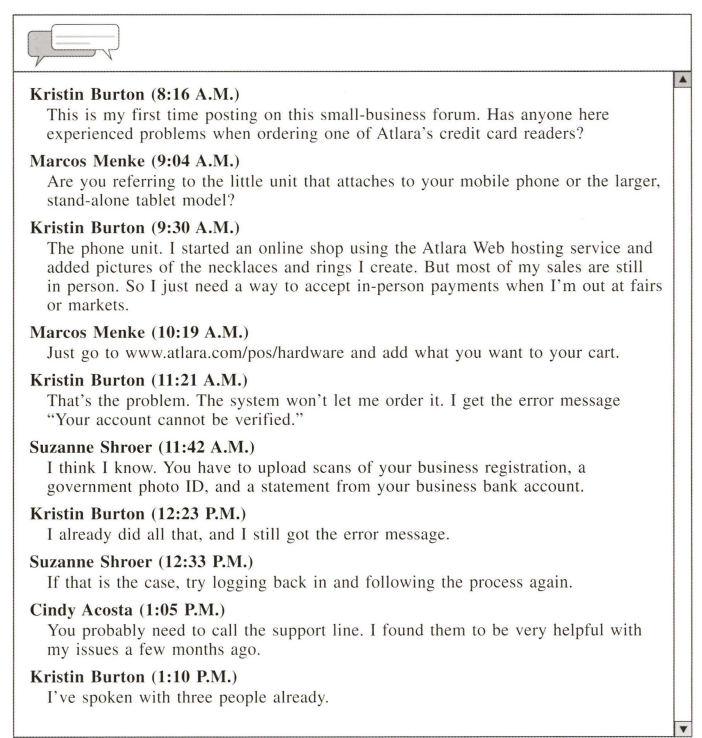 Kristin Burton (8:16 A.M.)
This is my first time posting on this small-business forum. Has anyone here
experienced problems when ordering one of Atlara's credit card readers?
Marcos Menke (9:04 A.M.)
Are you referring to the little unit that attaches to your mobile phone or the larger,
stand-alone tablet model?
Kristin Burton (9:30 A.M.)
The phone unit. I started an online shop using the Atlara Web hosting service and
added pictures of the necklaces and rings I create. But most of my sales are still
in person. So I just need a way to accept in-person payments when I'm out at fairs
or markets.
Marcos Menke (10:19 A.M.)
Just go to www.atlara.com/pos/hardware and add what you want to your cart.
Kristin Burton (11:21 A.M.)
That's the problem. The system won't let me order it. I get the error message
“Your account cannot be verified.”
Suzanne Shroer (11:42 A.M.)
I think I know. You have to upload scans of your business registration, a
government photo ID, and a statement from your business bank account.
Kristin Burton (12:23 P.M.)
I already did all that, and I still got the error message.
Suzanne Shroer (12:33 P.M.)
If that is the case, try logging back in and following the process again.
Cindy Acosta (1:05 P.M.)
You probably need to call the support line. I found them to be very helpful with
my issues a few months ago.
Kristin Burton (1:10 P.M.)
I've spoken with three people already.